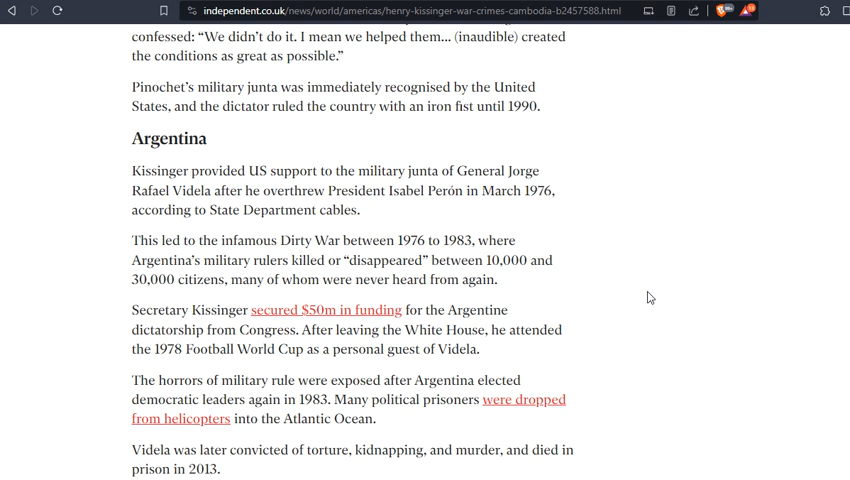 independent.co.uk/news/world/americas/henry-kissinger-war-crimes-cambodia-b2457588.html
confessed: “We didn’t do it. I mean we helped them... (inaudible) created
the conditions as great as possible.”
Pinochet’s military junta was immediately recognised by the United
States, and the dictator ruled the country with an iron fist until 1990.
Argentina
Kissinger provided US support to the military junta of General Jorge
Rafael Videla after he overthrew President Isabel Perón in March 1976,
according to State Department cables.
This led to the infamous Dirty War between 1976 to 1983, where
Argentina’s military rulers killed or “disappeared” between 10,000 and
30,000 citizens, many of whom were never heard from again.
Secretary Kissinger secured $50m in funding for the Argentine
dictatorship from Congress. After leaving the White House, he attended
the 1978 Football World Cup as a personal guest of Videla.
The horrors of military rule were exposed after Argentina elected
democratic leaders again in 1983. Many political prisoners were dropped
from helicopters into the Atlantic Ocean.
Videla was later convicted of torture, kidnapping, and murder, and died in
prison in 2013.